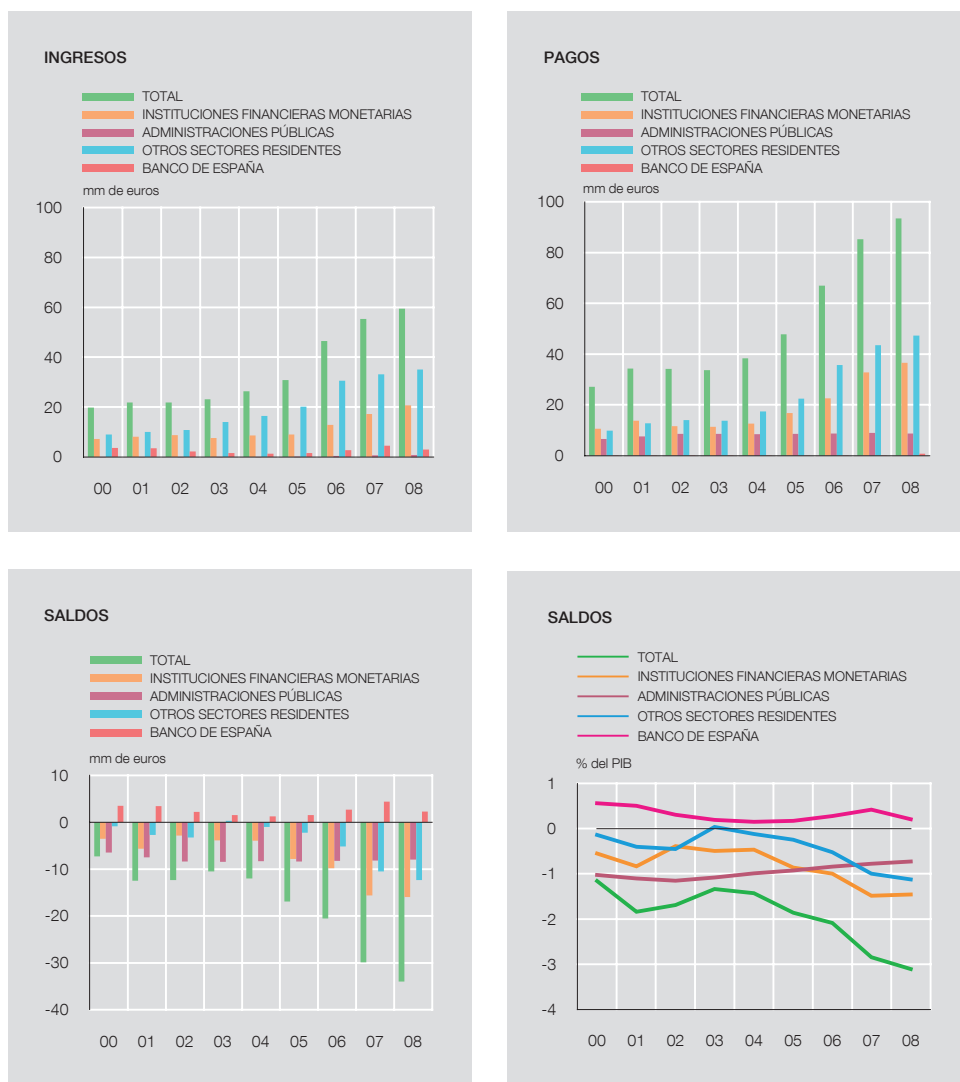 INGRESOS
TOTAL
INSTITUCIONES FINANCIERAS MONETARIAS
ADMINISTRACIONES PÚBLICAS
OTROS SECTORES RESIDENTES
BANCO DE ESPAÑA
mm de euros
100
80
60
40
20
0
00 01 02 03 04 05 06 07 08
PAGOS
TOTAL
INSTITUCIONES FINANCIERAS MONETARIAS
ADMINISTRACIONES PÚBLICAS
OTROS SECTORES RESIDENTES
BANCO DE ESPAÑA
mm de euros
100
80
60
40
20
0
00 01 02 03 04 05 06 07 08
SALDOS
TOTAL
INSTITUCIONES FINANCIERAS MONETARIAS
ADMINISTRACIONES PÚBLICAS
OTROS SECTORES RESIDENTES
BANCO DE ESPAÑA
mm de euros
10
0
-10
-20
-30
-40
00 01 02 03 04 05 06 07 08
SALDOS
TOTAL
INSTITUCIONES FINANCIERAS MONETARIAS
ADMINISTRACIONES PÚBLICAS
OTROS SECTORES RESIDENTES
BANCO DE ESPAÑA
% del PIB
1
0
-1
-2
-3
-4
00 01 02 03 04 05 06 07 08